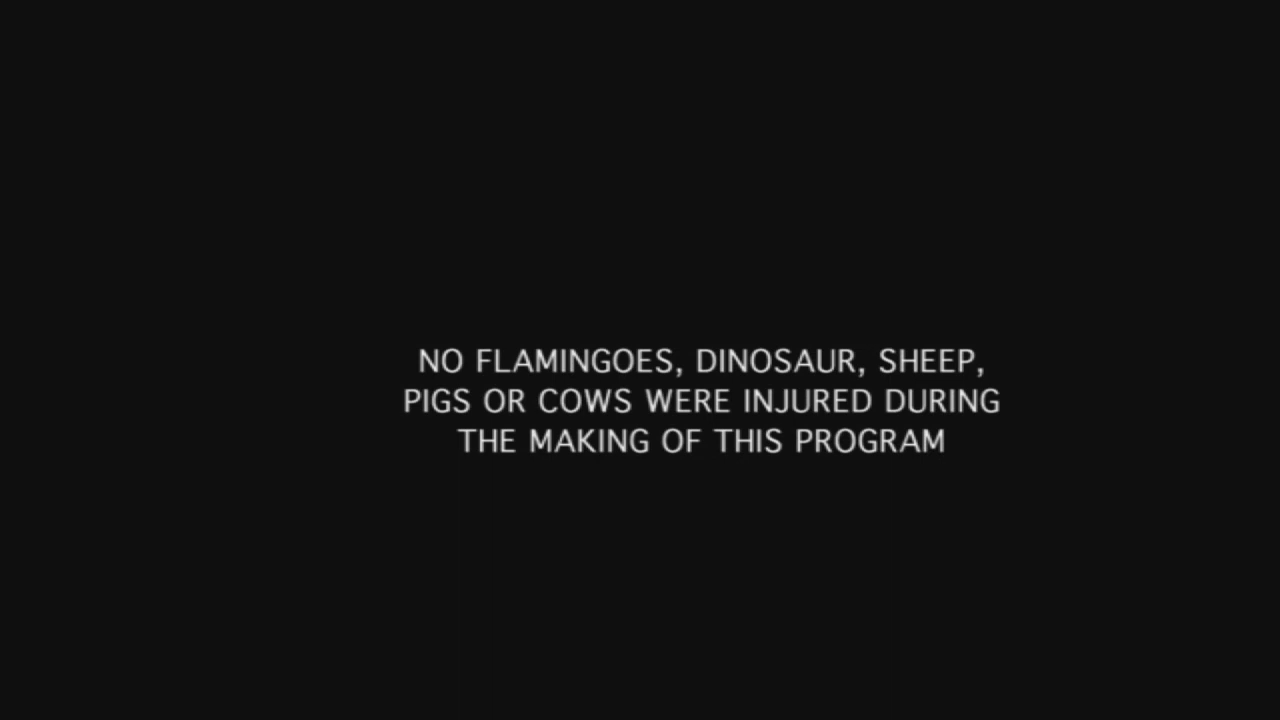 NO FLAMINGOES, DINOSAUR, SHEEP,
PIGS OR COWS WERE INJURED DURING
THE MAKING OF THIS PROGRAM